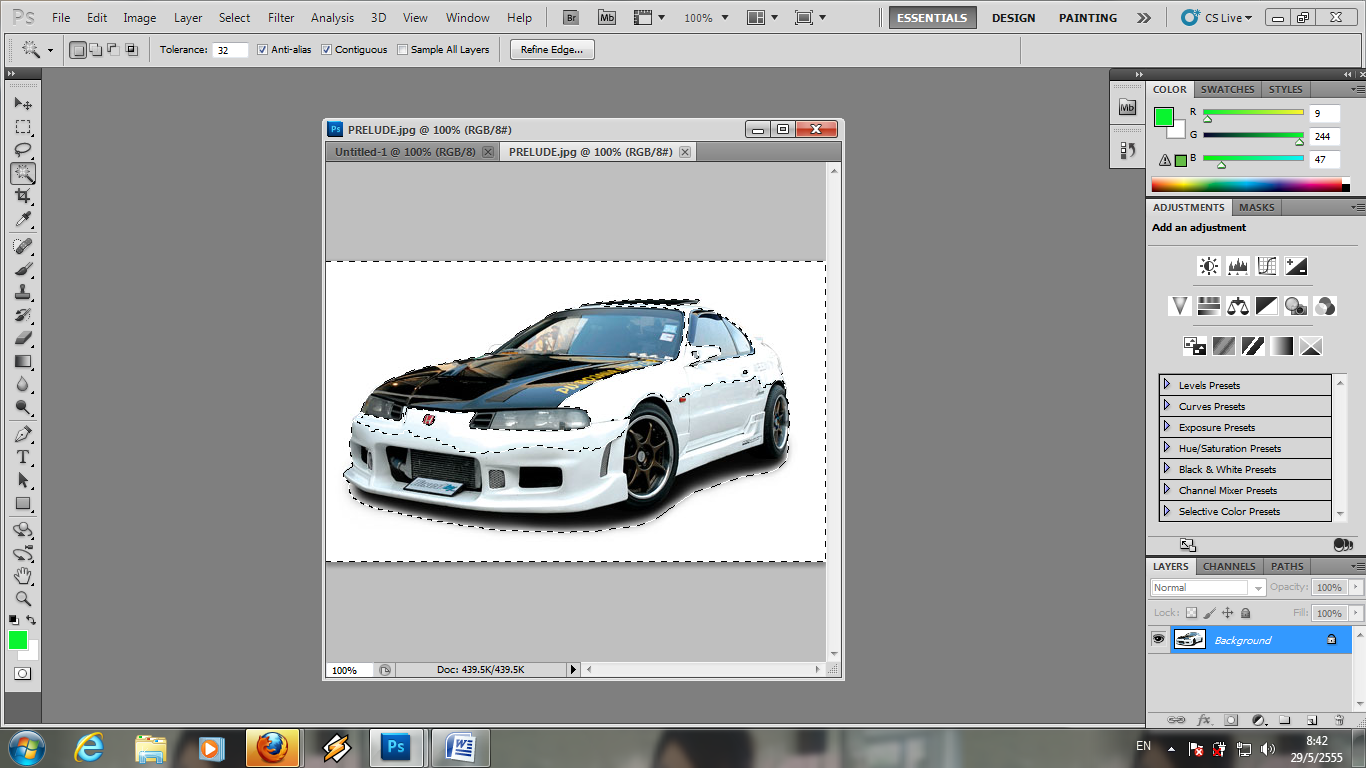 Ps File Edit Image Layer Select Filter Analysis 3D View Window Help Br Mb 100% ESSENTIALS DESIGN PAINTING CS Live
Tolerance: 32 Anti-alias Contiguous Sample All Layers Refine Edge...
Ps PRELUDE.jpg @ 100% (RGB/8#)
Untitled-1 @ 100% (RGB/8) PRELUDE.jpg @ 100% (RGB/8#)
100% Doc: 439.5K/439.5K
T
Mb
COLOR SWATCHES STYLES
R 9
G 244
B 47
ADJUSTMENTS MASKS
Add an adjustment
Levels Presets
Curves Presets
Exposure Presets
Hue/Saturation Presets
Black & White Presets
Channel Mixer Presets
Selective Color Presets
LAYERS CHANNELS PATHS
Normal Opacity: 100%
Lock: Fill: 100%
Background
fx
Ps W EN 8:42
29/5/2555